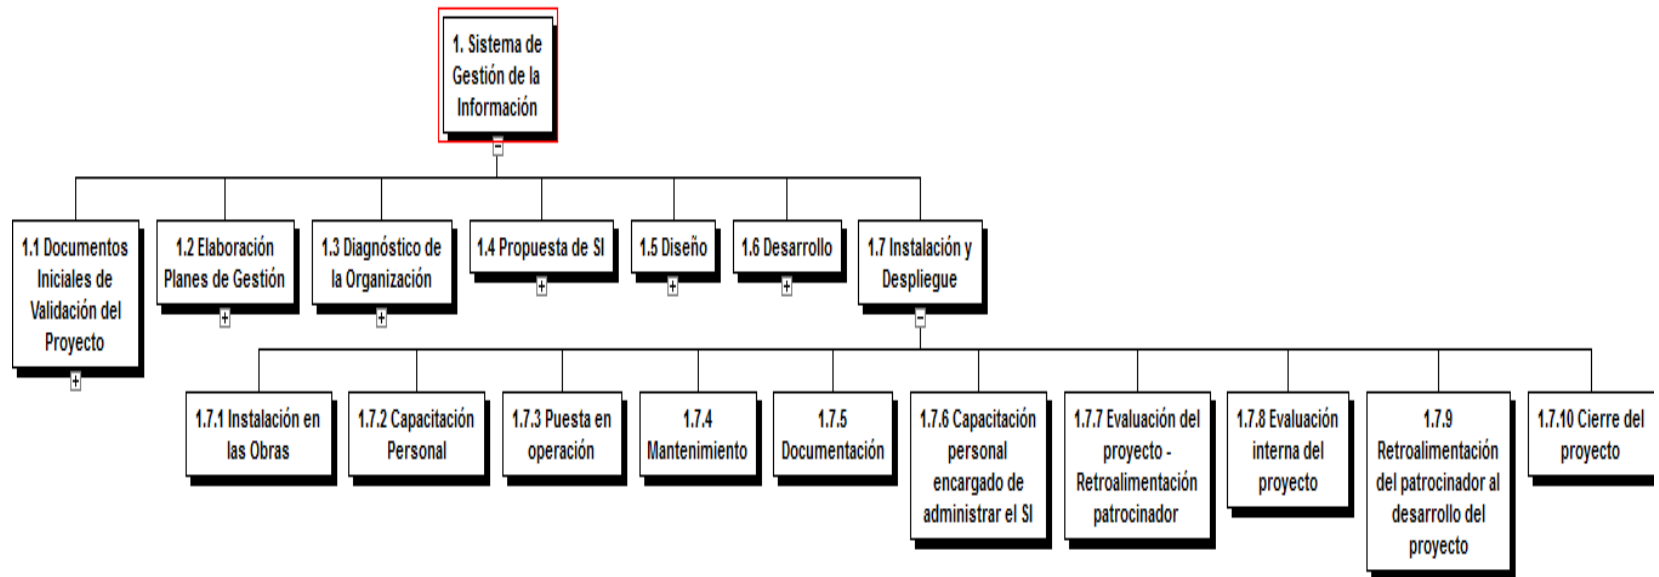 1. Sistema de
Gestión de la
Información
1.1 Documentos
Iniciales de
Validación del
Proyecto
1.2 Elaboración
Planes de Gestión
1.3 Diagnóstico de
la Organización
1.4 Propuesta de SI
1.5 Diseño
1.6 Desarrollo
1.7 Instalación y
Despliegue
1.7.1 Instalación en
las Obras
1.7.2 Capacitación
Personal
1.7.3 Puesta en
operación
1.7.4
Mantenimiento
1.7.5
Documentación
1.7.6 Capacitación
personal
encargado de
administrar el SI
1.7.7 Evaluación del
proyecto -
Retroalimentación
patrocinador
1.7.8 Evaluación
interna del
proyecto
1.7.9
Retroalimentación
del patrocinador al
desarrollo del
proyecto
1.7.10 Cierre del
proyecto